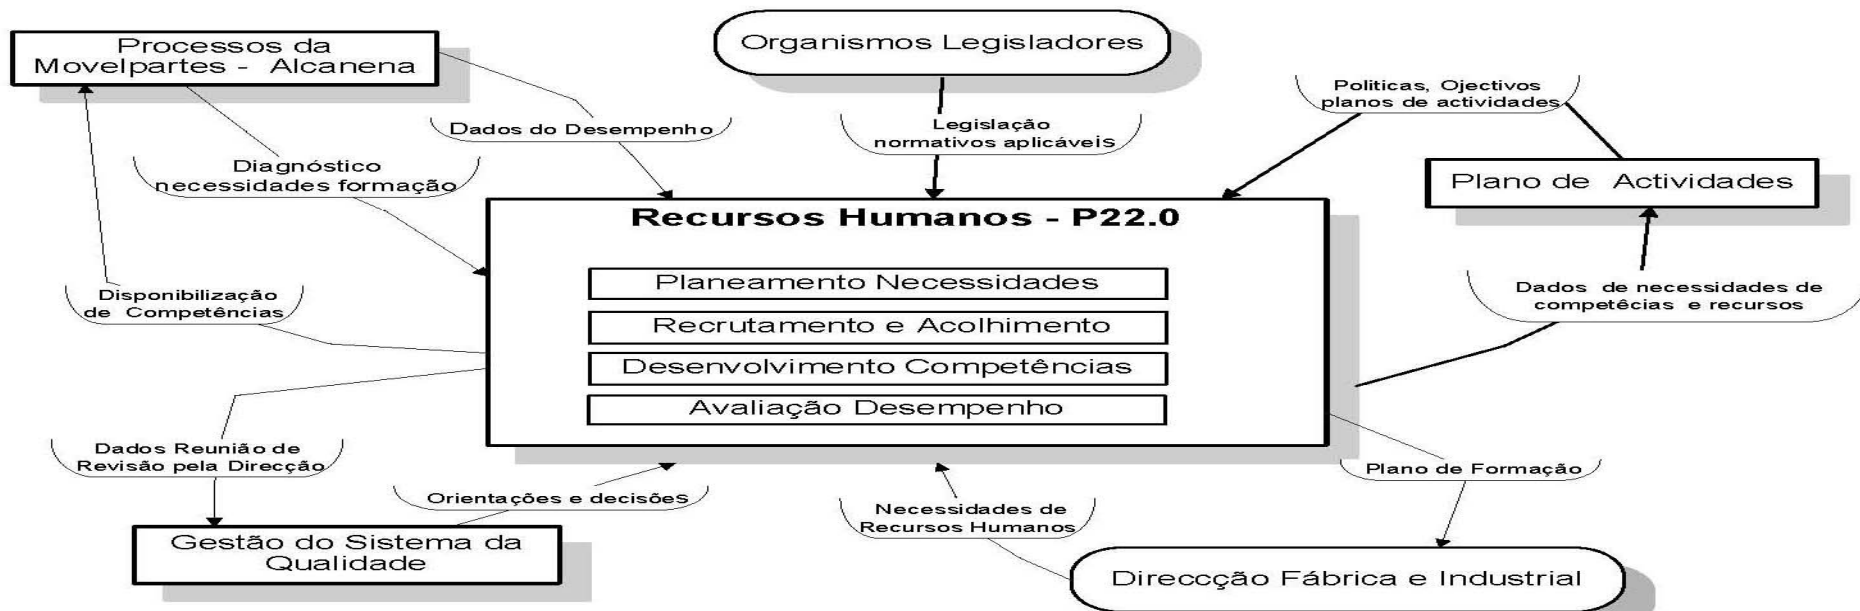 Processos da
Movelpartes - Alcanena
Organismos Legisladores
Politicas, Ojectivos
planos de actividades
Dados do Desempenho
Legislação
normativos aplicáveis
Diagnóstico
necessidades formação
Plano de Actividades
Recursos Humanos - P22.0
Planeamento Necessidades
Recrutamento e Acolhimento
Desenvolvimento Competências
Avaliação Desempenho
Disponibilização
de Competências
Dados de necessidades de
competêcias e recursos
Dados Reunião de
Revisão pela Direcção
Orientações e decisões
Necessidades de
Recursos Humanos
Plano de Formação
Gestão do Sistema da
Qualidade
Direccção Fábrica e Industrial